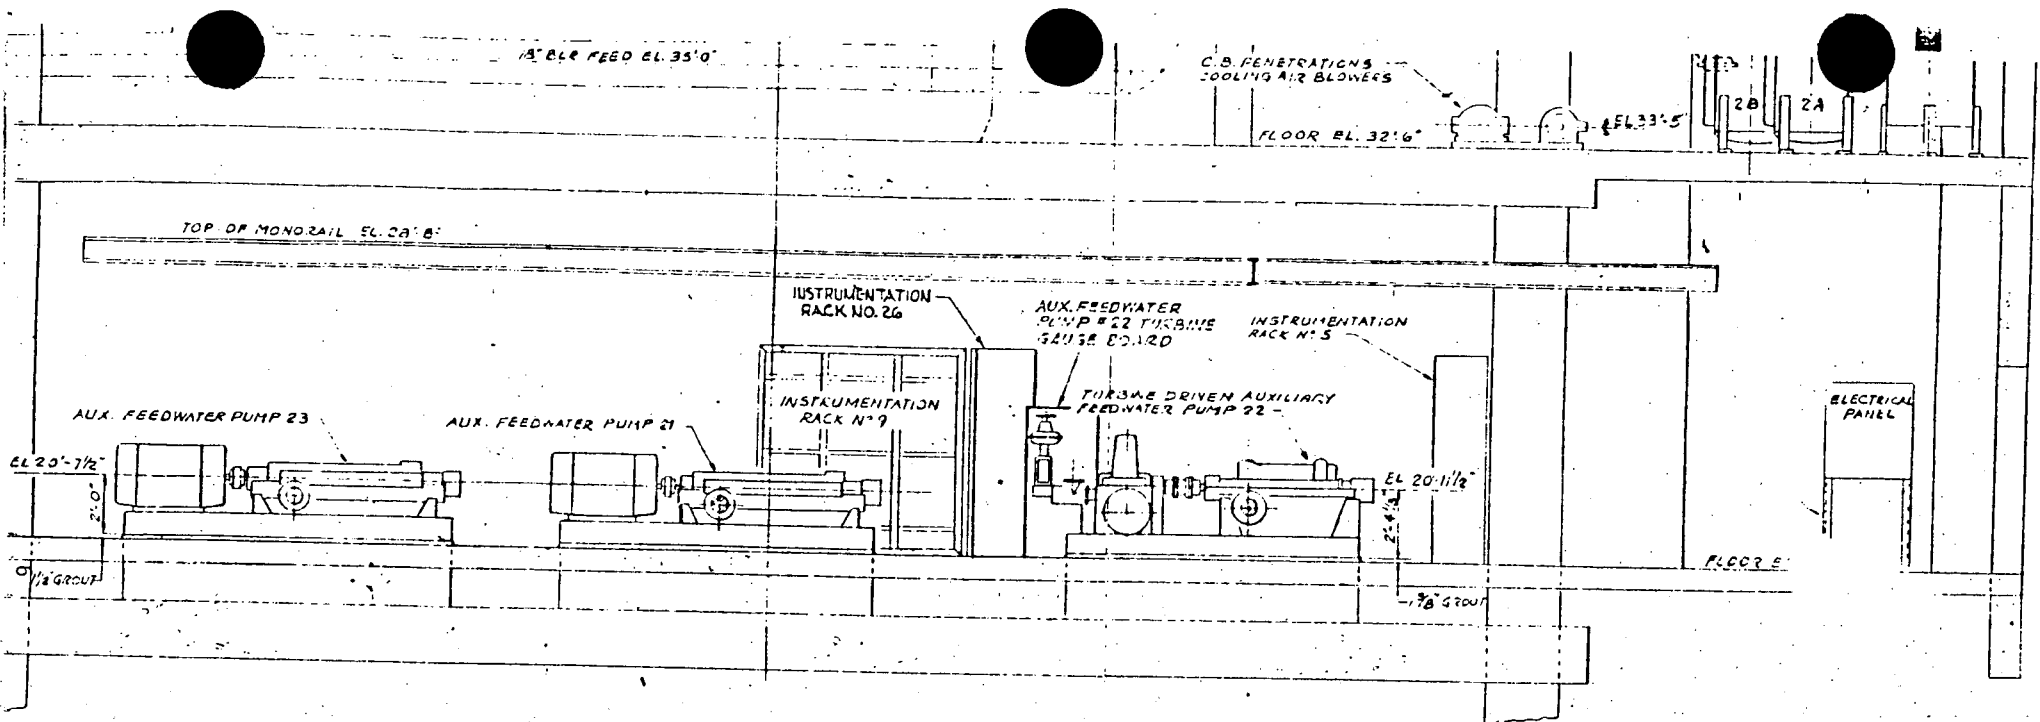 18" BLR FEED EL. 35'0"
C.B. PENETRATIONS
COOLING AIR BLOWERS
2B
2A
EL 33'-5"
FLOOR EL. 32'6"
TOP OF MONORAIL EL. 28'8"
INSTRUMENTATION
RACK NO. 26
AUX. FEEDWATER
PUMP #22 TURBINE
GAUGE BOARD
INSTRUMENTATION
RACK Nº 5
INSTRUMENTATION
RACK Nº 9
TURBINE DRIVEN AUXILIARY
FEEDWATER PUMP 22
ELECTRICAL
PANEL
AUX. FEEDWATER PUMP 23
AUX. FEEDWATER PUMP 21
EL 20'-7½"
2'-0"
EL 20'-11½"
1½" GROUT
FLOOR E
GROUT